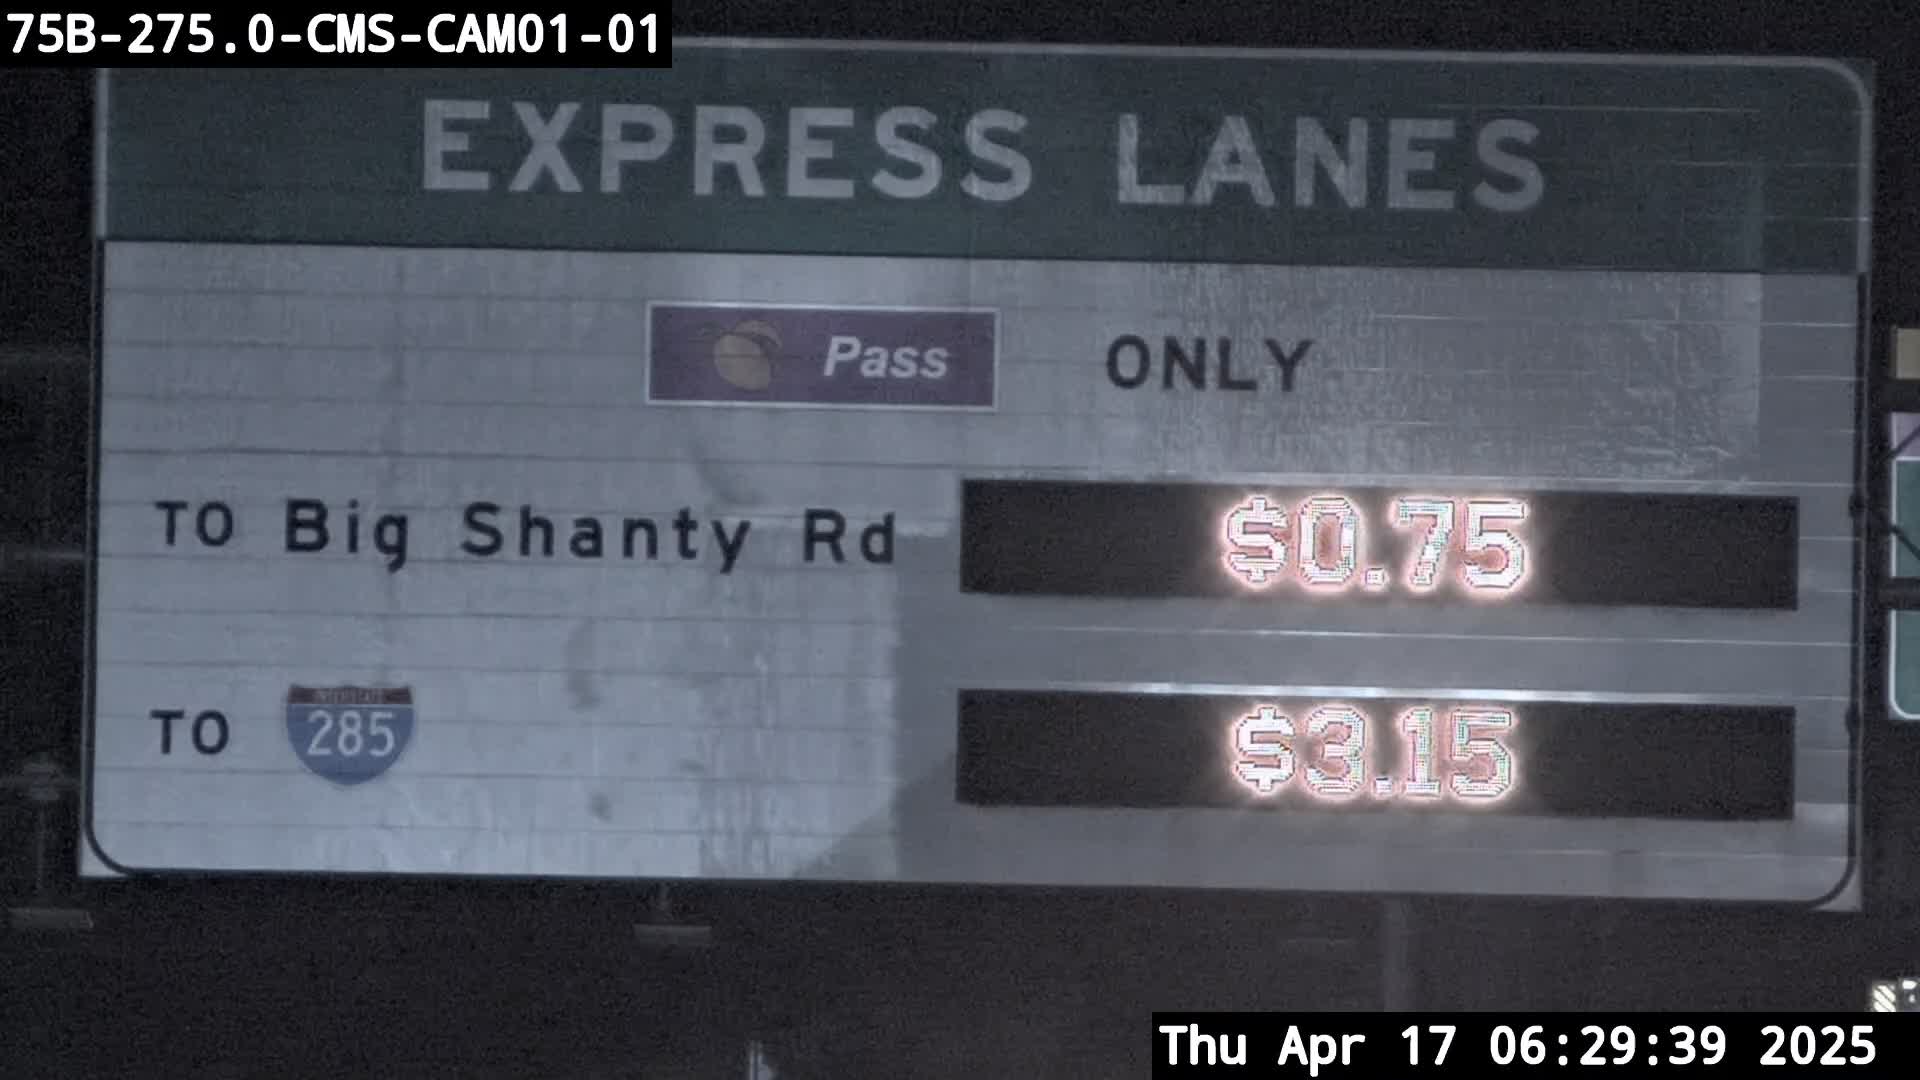 75B-275.0-CMS-CAM01-01
EXPRESS LANES
Pass ONLY
TO Big Shanty Rd $0.75
INTERSTATE
TO 285 $3.15
Thu Apr 17 06:29:39 2025